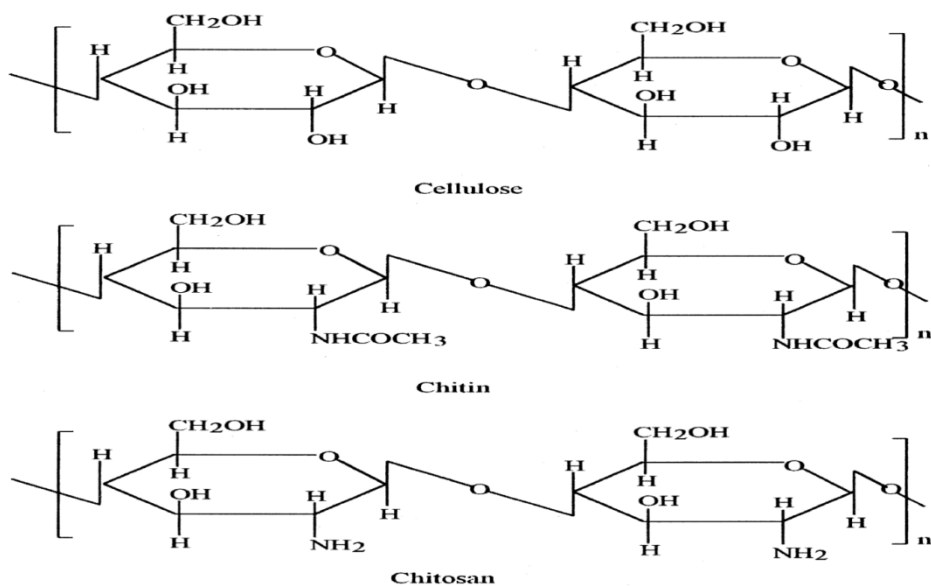 CH2OH CH2OH
H O H O
H H
OH H O OH H O
H OH H H OH H n
Cellulose
CH2OH CH2OH
H O H O
H H
OH H O OH H O
H NHCOCH3 H H NHCOCH3 H n
Chitin
CH2OH CH2OH
H O H O
H H
OH H O OH H O
H NH2 H H NH2 H n
Chitosan